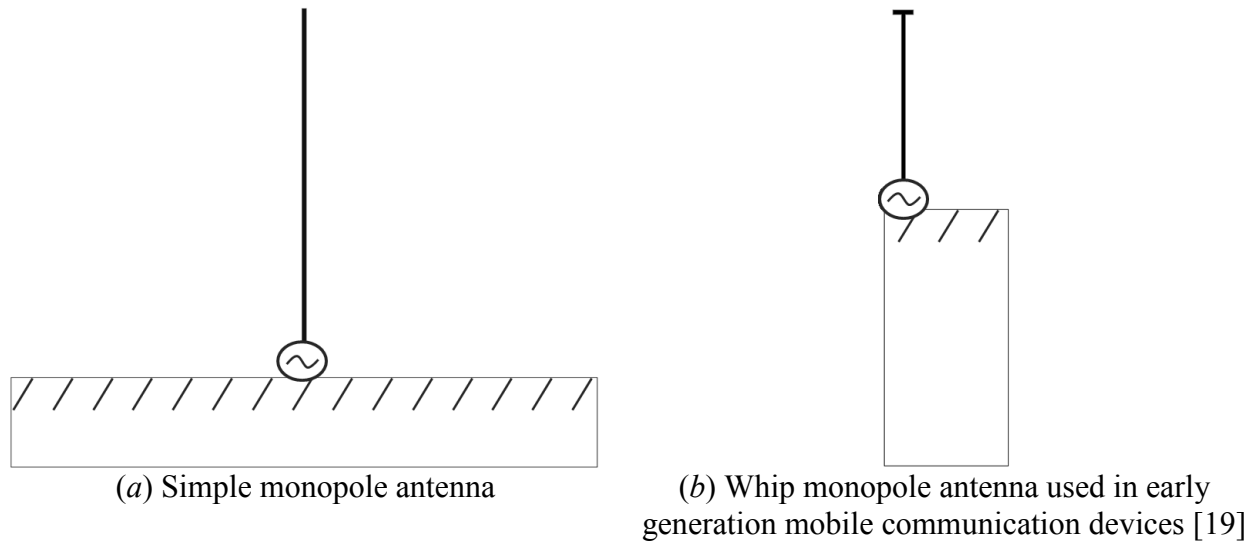 (a) Simple monopole antenna
(b) Whip monopole antenna used in early
generation mobile communication devices [19]